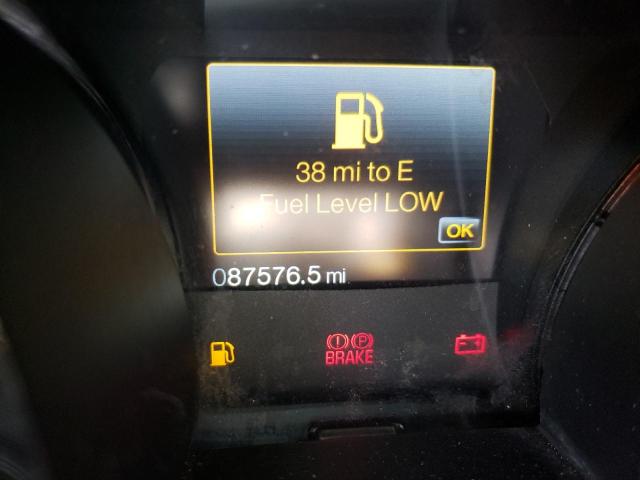 38 mi to E
Fuel Level LOW
OK
087576.5 mi
! P
BRAKE